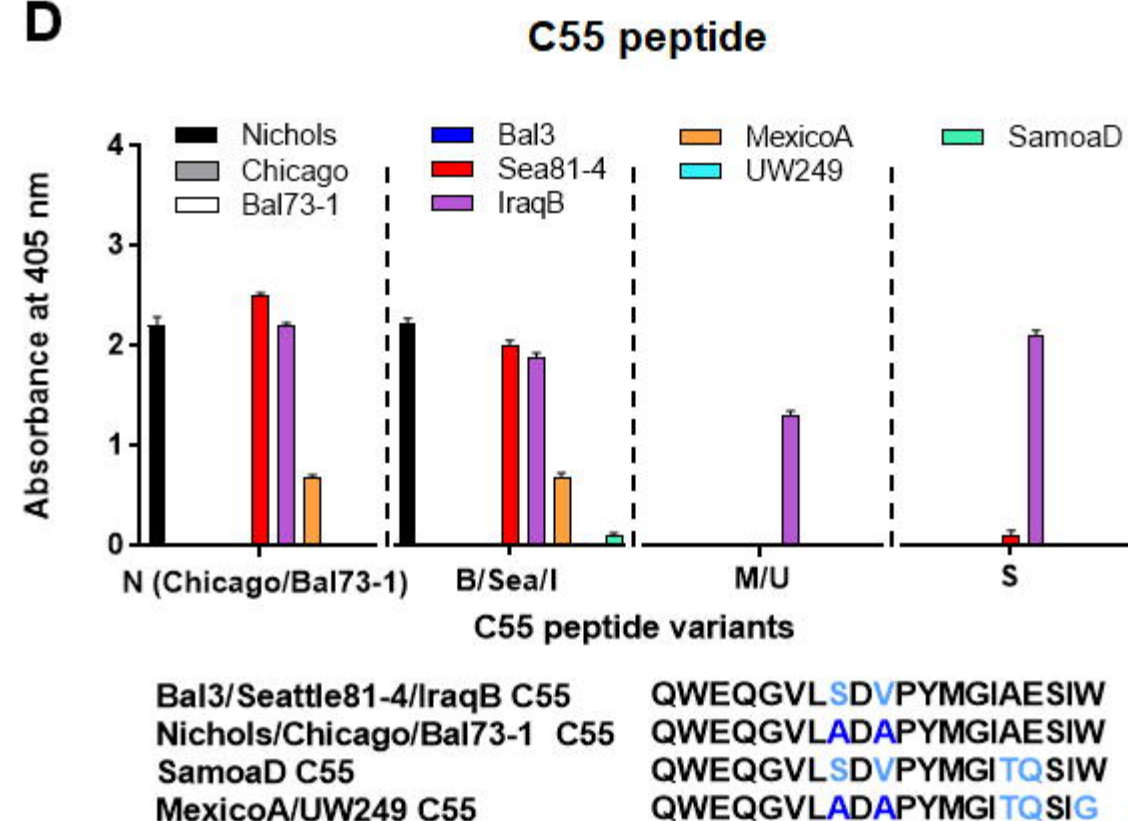 D
C55 peptide
Nichols Bal3 MexicoA SamoaD
Chicago Sea81-4 UW249
Bal73-1 IraqB
4
3
2
1
0
Absorbance at 405 nm
N (Chicago/Bal73-1) B/Sea/I M/U S
C55 peptide variants
Bal3/Seattle81-4/IraqB C55 QWEQGVLSDVPYMGIAESIW
Nichols/Chicago/Bal73-1 C55 QWEQGVLADAPYMGIAESIW
SamoaD C55 QWEQGVLSDVPYMGITQSIW
MexicoA/UW249 C55 QWEQGVLADAPYMGITQSIG